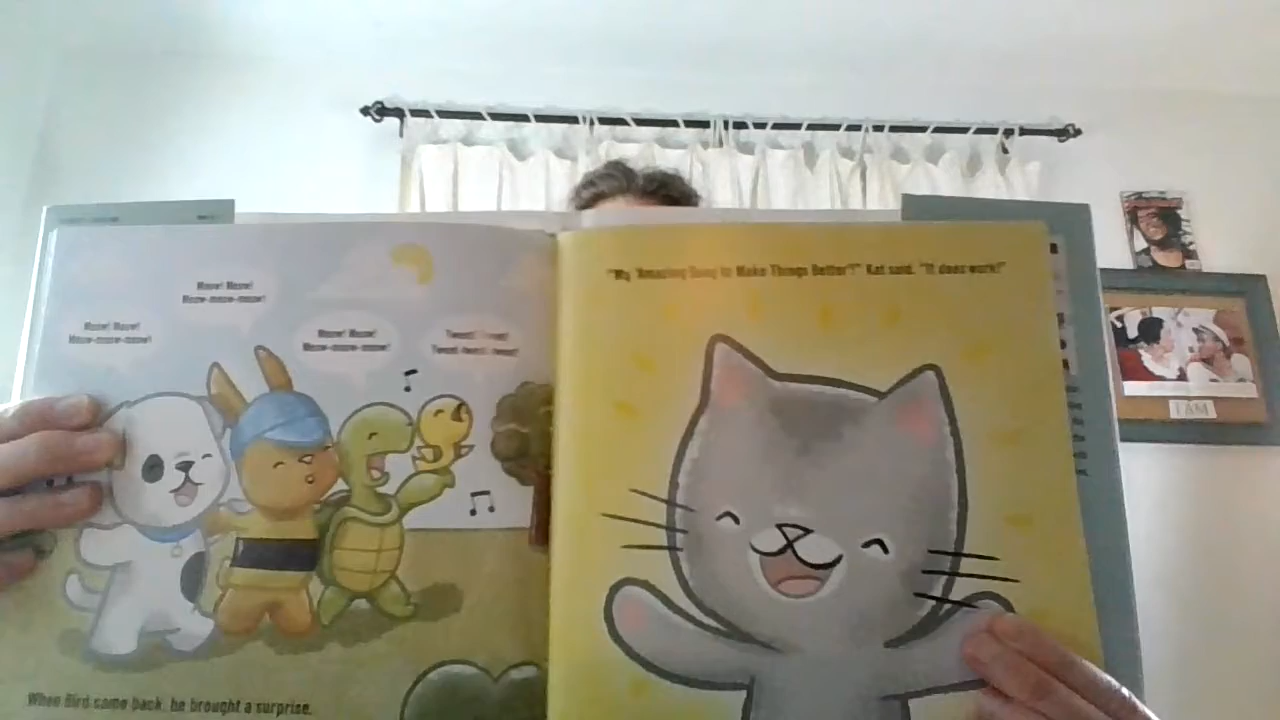 Meow! Meow!
Meow-meow-meow!
Meow! Meow!
Meow-meow-meow!
Meow! Meow!
Meow-meow-meow!
Tweet! Tweet!
Tweet-tweet-tweet!
When Bird came back, he brought a surprise.
"My 'Amazing Song to Make Things Better'!" Kat said. "It does work!"
I AM